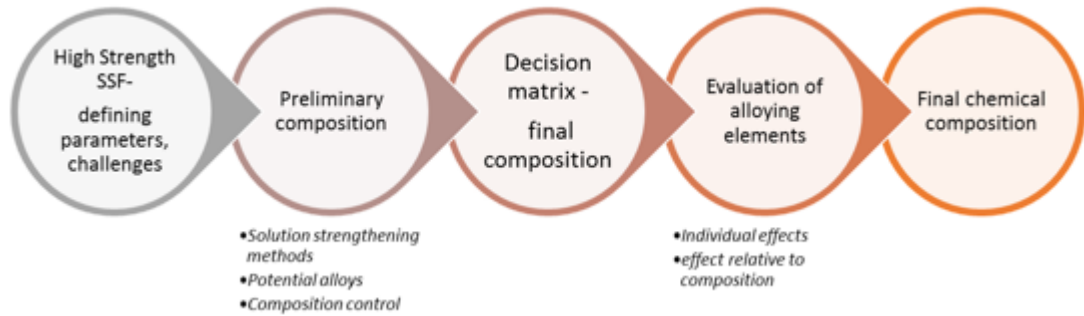 High Strength
SSF-
defining
parameters,
challenges
Preliminary
composition
•Solution strengthening
methods
•Potential alloys
•Composition control
Decision
matrix -
final
composition
Evaluation of
alloying
elements
•Individual effects
•effect relative to
composition
Final chemical
composition